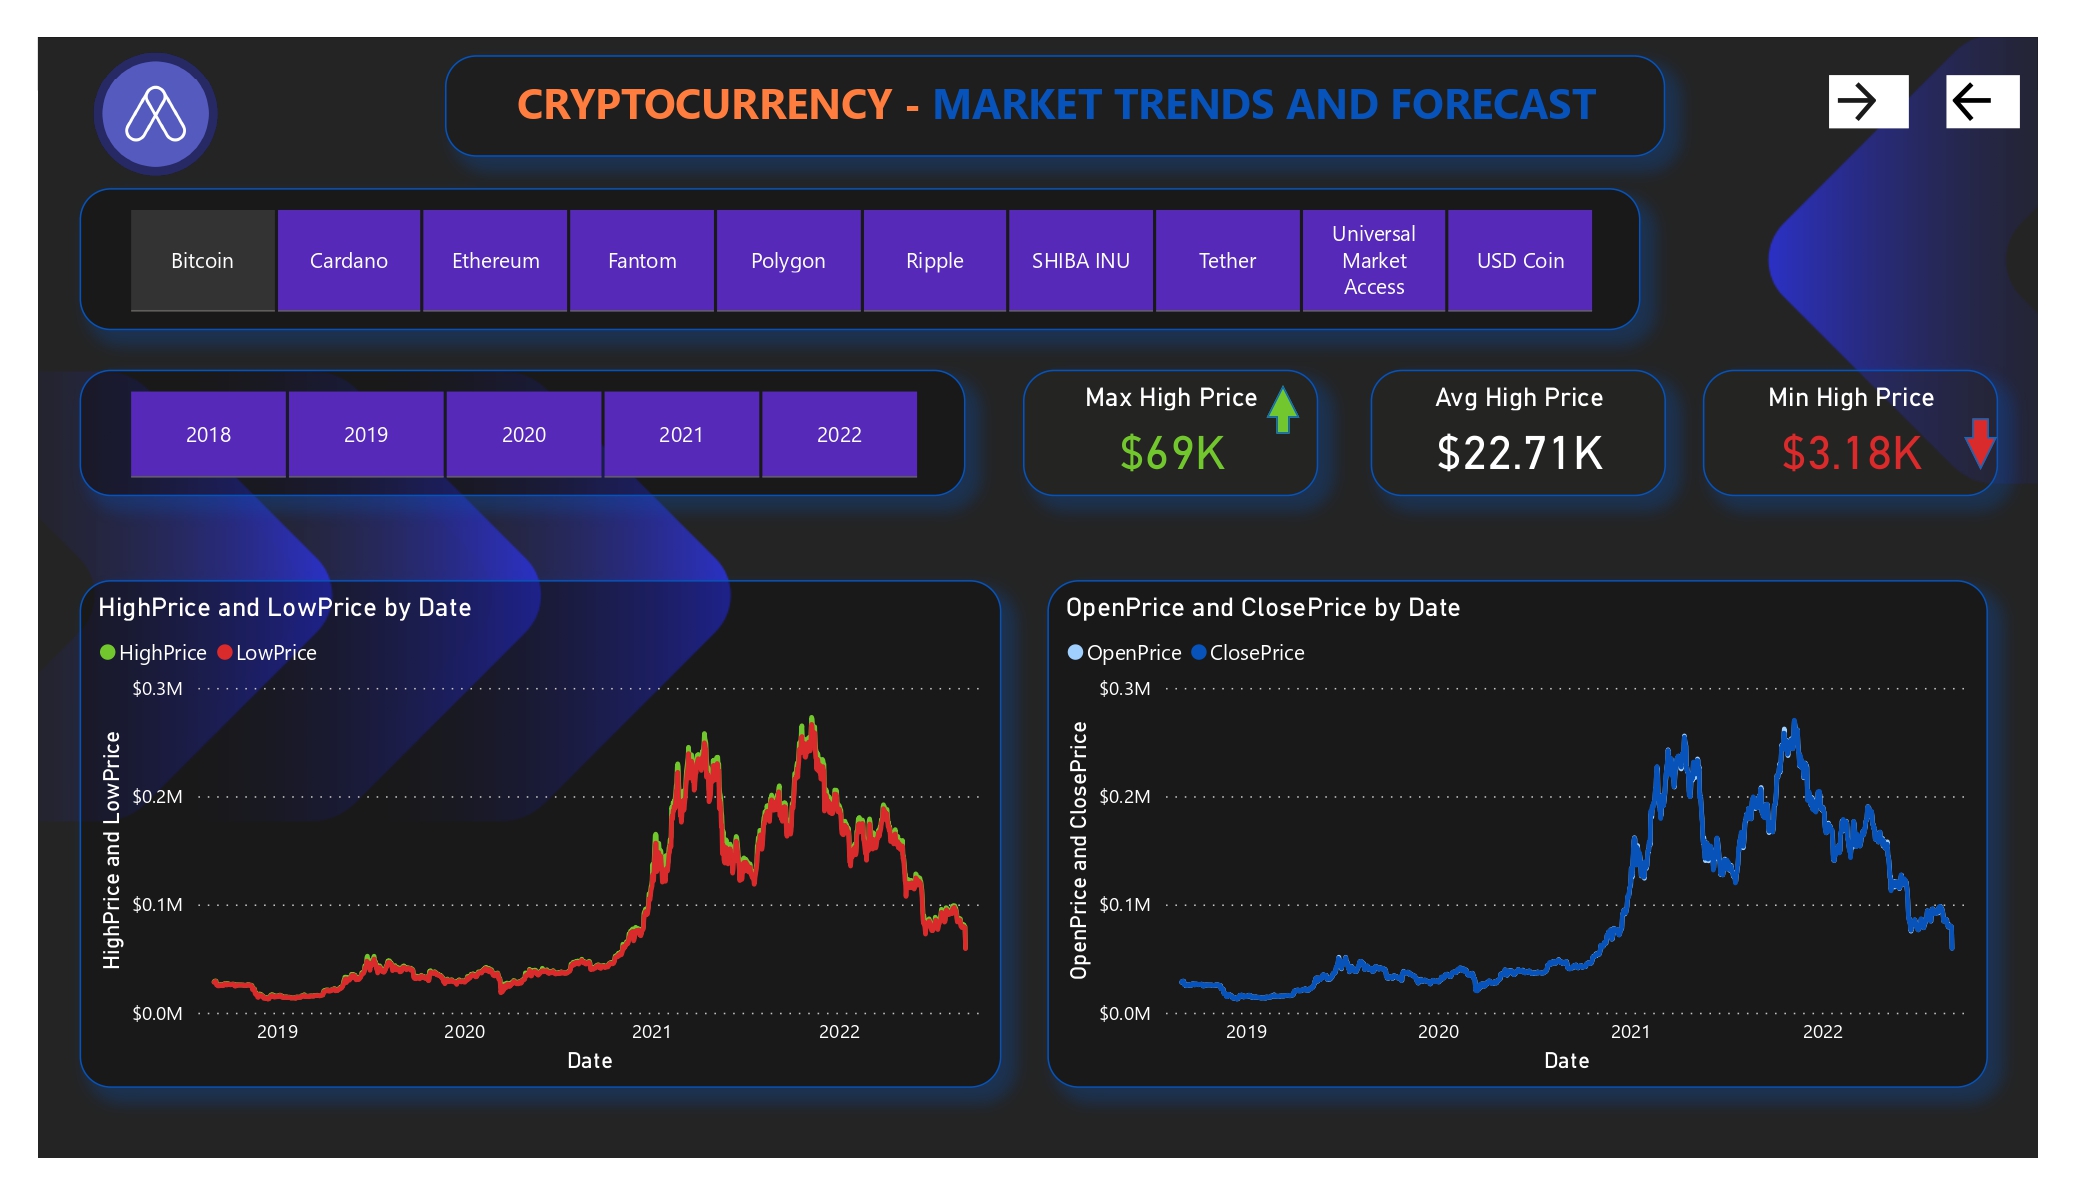 CRYPTOCURRENCY - MARKET TRENDS AND FORECAST
Bitcoin
Cardano
Ethereum
Fantom
Polygon
Ripple
SHIBA INU
Tether
Universal
Market
Access
USD Coin
2018
2019
2020
2021
2022
Max High Price
$69K
Avg High Price
$22.71K
Min High Price
$3.18K
HighPrice and LowPrice by Date
HighPrice LowPrice
HighPrice and LowPrice
$0.3M
$0.2M
$0.1M
$0.0M
2019 2020 2021 2022
Date
OpenPrice and ClosePrice by Date
OpenPrice ClosePrice
OpenPrice and ClosePrice
$0.3M
$0.2M
$0.1M
$0.0M
2019 2020 2021 2022
Date